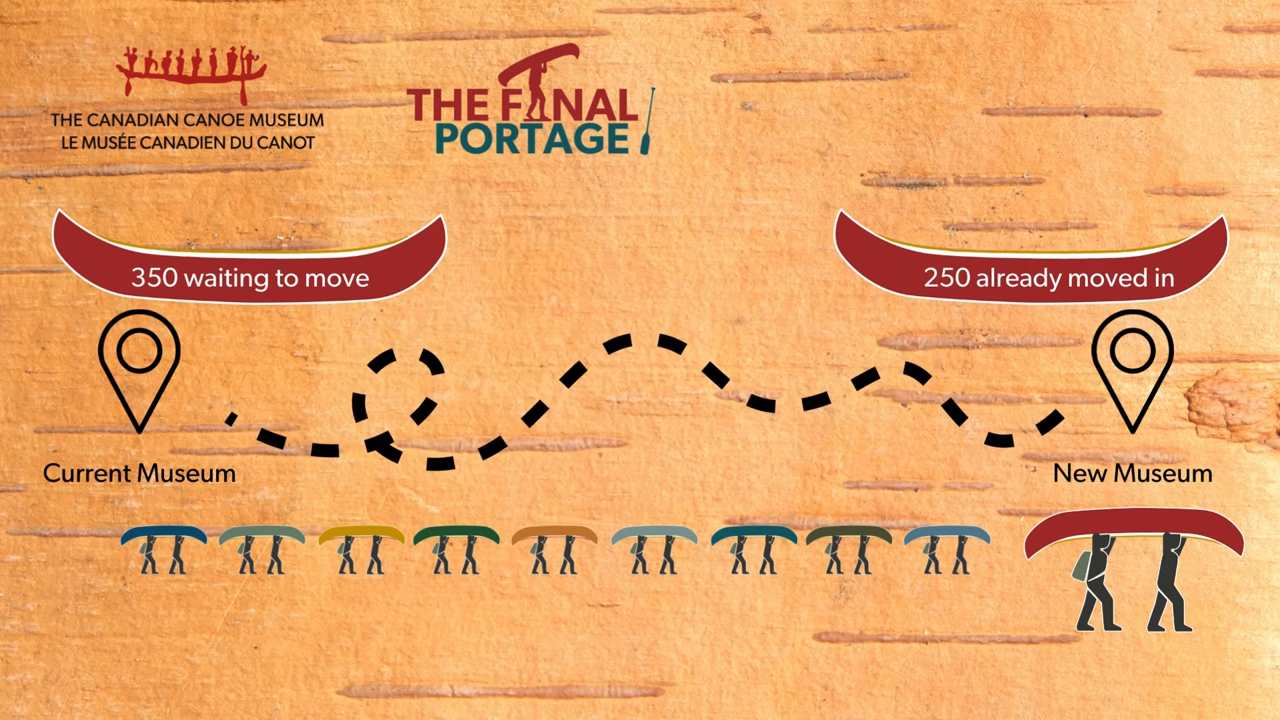 THE CANADIAN CANOE MUSEUM
LE MUSÉE CANADIEN DU CANOT
THE FINAL
PORTAGE
350 waiting to move
250 already moved in
Current Museum
New Museum